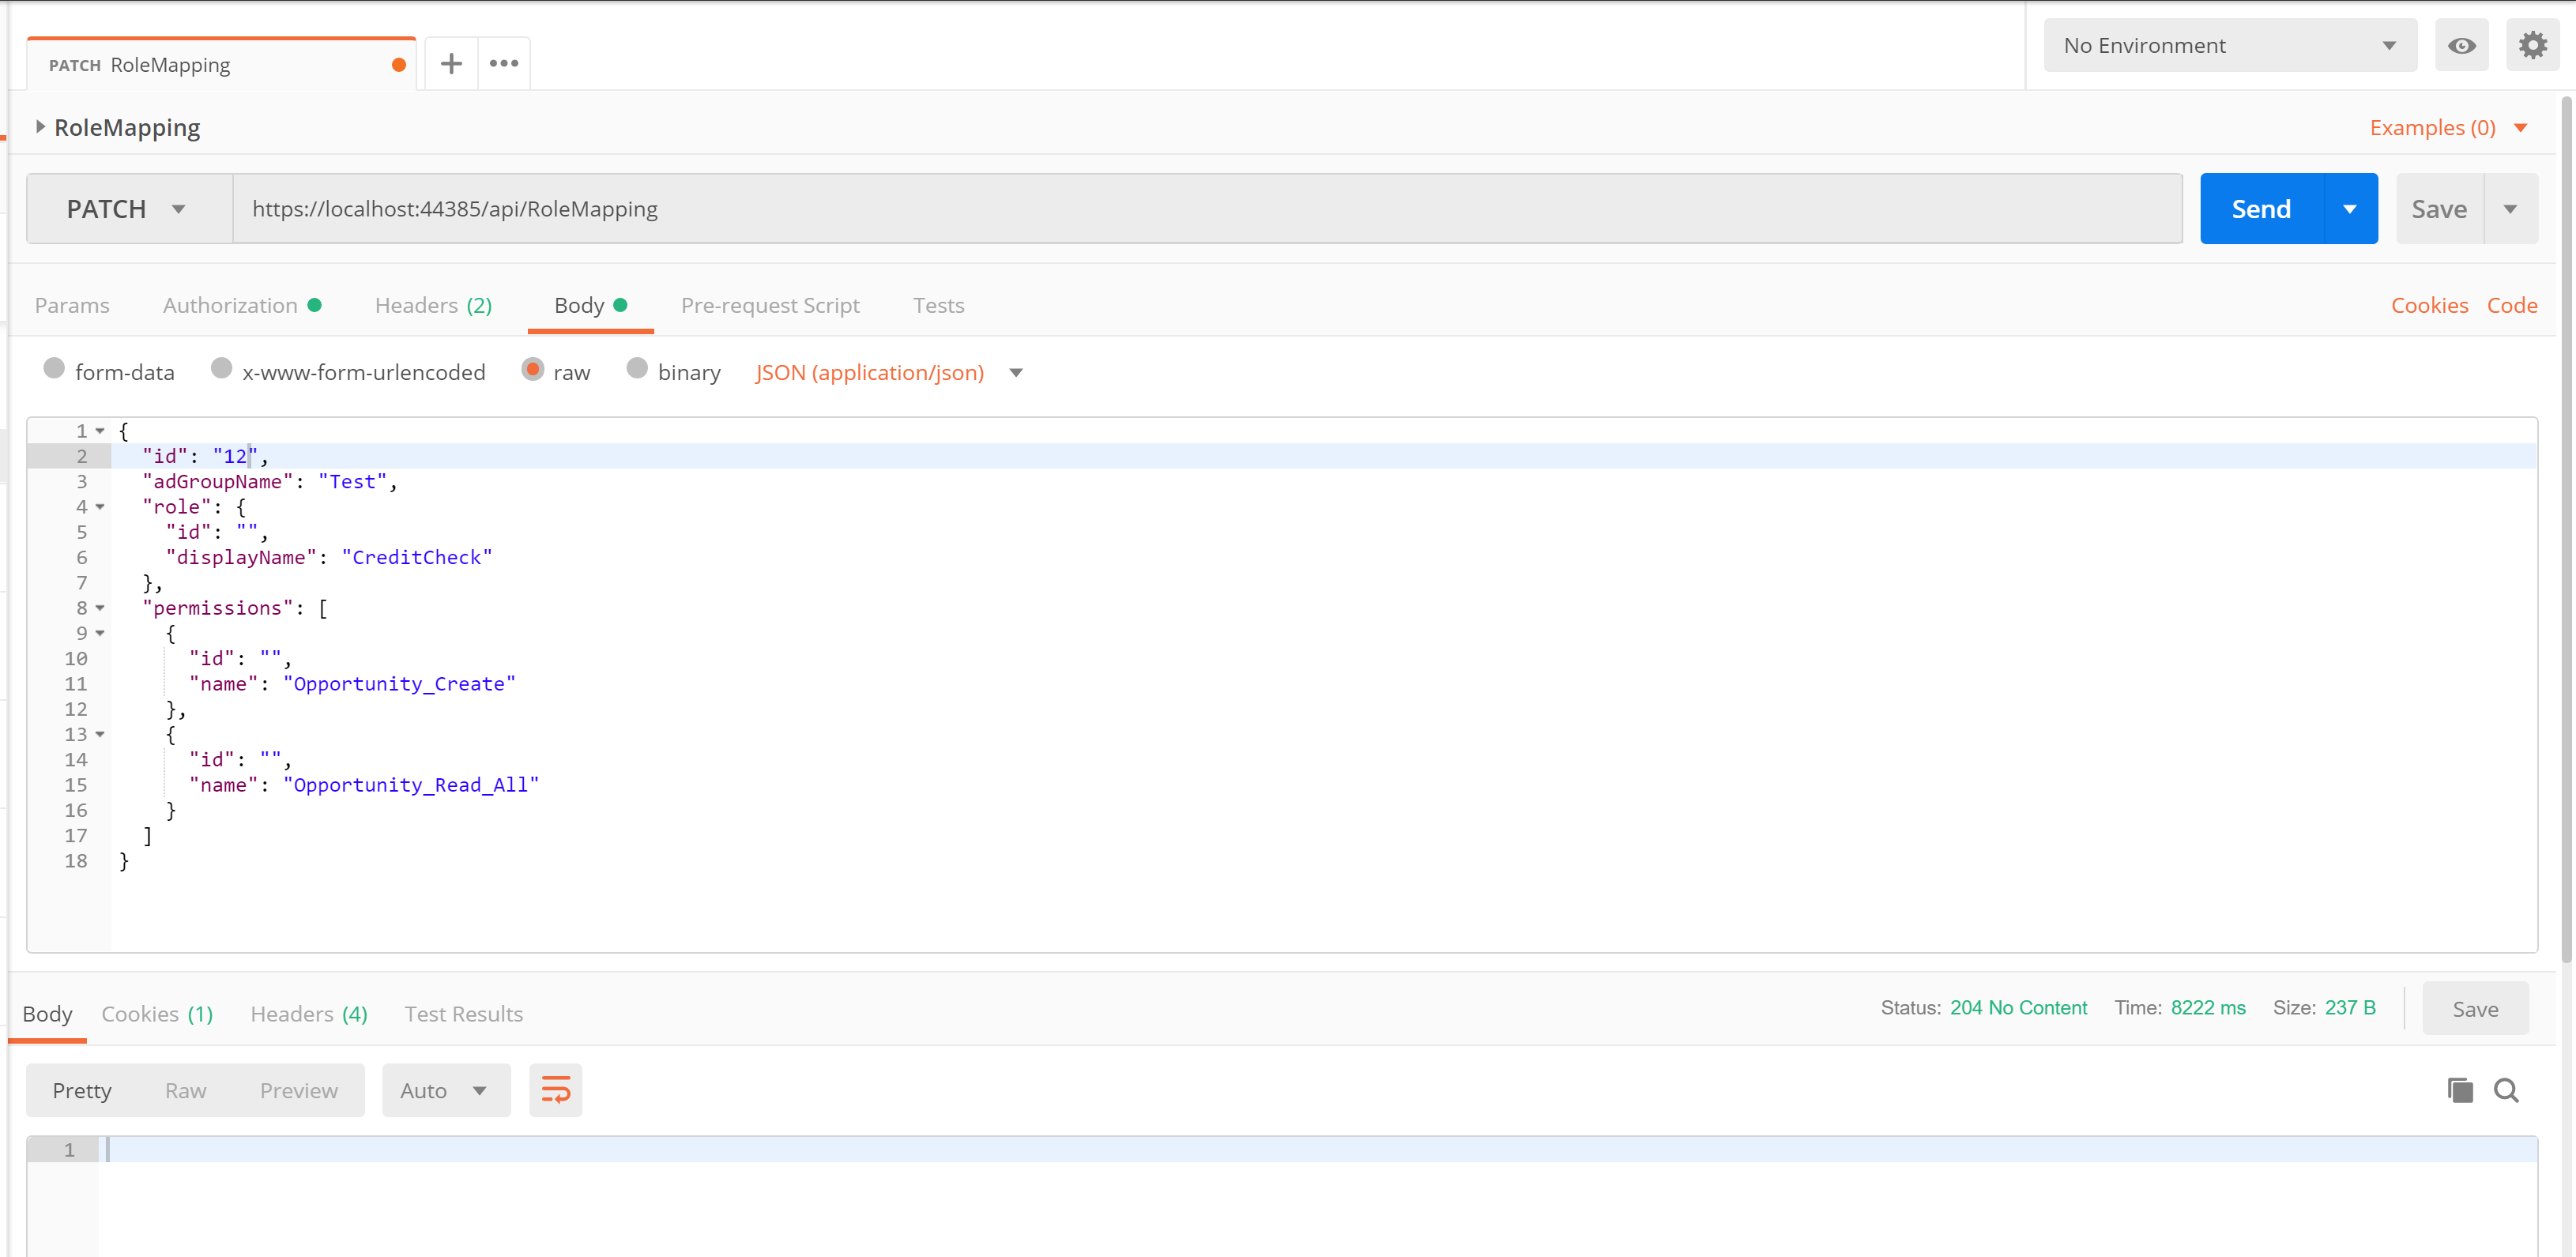 PATCH RoleMapping
No Environment
RoleMapping
Examples (0)
PATCH https://localhost:44385/api/RoleMapping Send Save
Params Authorization Headers (2) Body Pre-request Script Tests Cookies Code
form-data x-www-form-urlencoded raw binary JSON (application/json)
1 {
2 "id": "12",
3 "adGroupName": "Test",
4 "role": {
5 "id": "",
6 "displayName": "CreditCheck"
7 },
8 "permissions": [
9 {
10 "id": "",
11 "name": "Opportunity_Create"
12 },
13 {
14 "id": "",
15 "name": "Opportunity_Read_All"
16 }
17 ]
18 }
Body Cookies (1) Headers (4) Test Results Status: 204 No Content Time: 8222 ms Size: 237 B Save
Pretty Raw Preview Auto
1